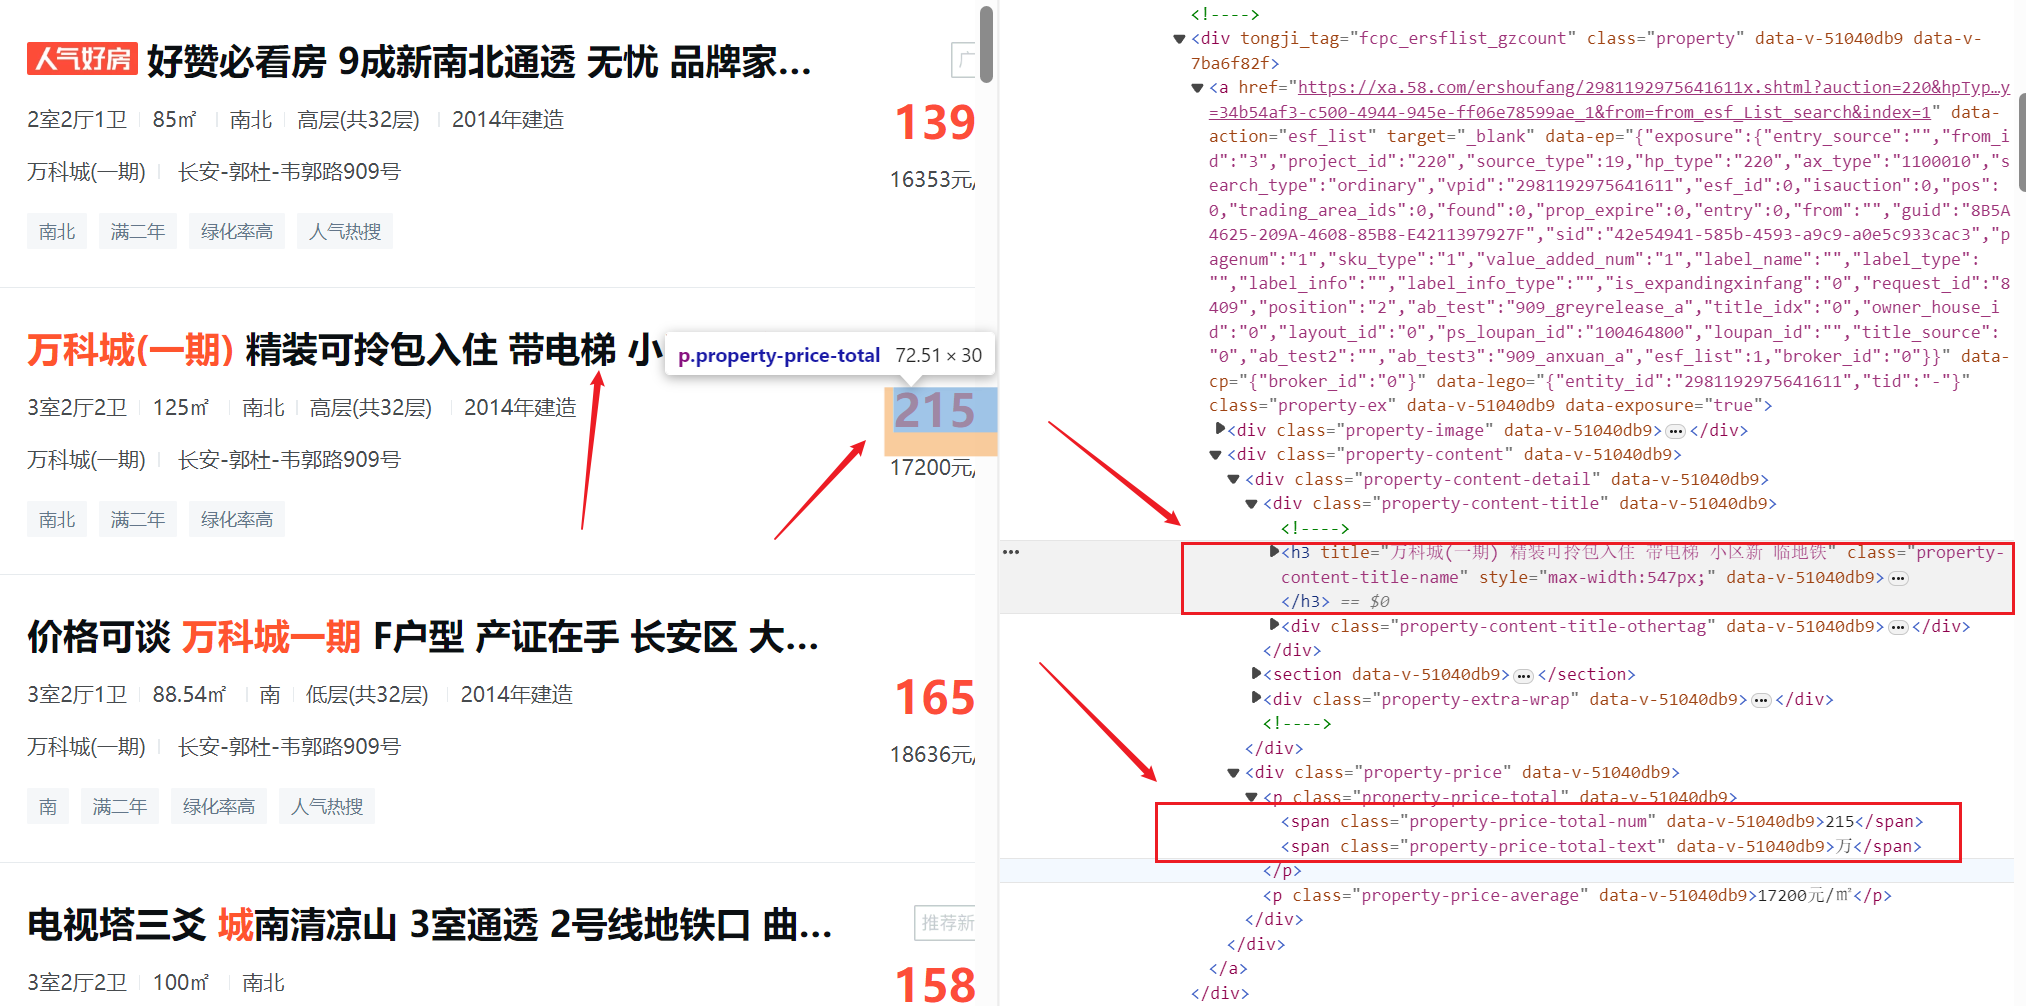 人气好房 好赞必看房 9成新南北通透 无忧 品牌家...
广
2室2厅1卫 85㎡ 南北 高层(共32层) 2014年建造
139
万科城(一期) 长安-郭杜-韦郭路909号
16353元/
南北 满二年 绿化率高 人气热搜
万科城(一期) 精装可拎包入住 带电梯 小
p.property-price-total 72.51 × 30
3室2厅2卫 125㎡ 南北 高层(共32层) 2014年建造
215
万科城(一期) 长安-郭杜-韦郭路909号
17200元/
南北 满二年 绿化率高
价格可谈 万科城一期 F户型 产证在手 长安区 大...
3室2厅1卫 88.54㎡ 南 低层(共32层) 2014年建造
165
万科城(一期) 长安-郭杜-韦郭路909号
18636元/
南 满二年 绿化率高 人气热搜
电视塔三爻 城南清凉山 3室通透 2号线地铁口 曲...
推荐新
3室2厅2卫 100㎡ 南北
158
<!---->
<div tongji_tag="fcpc_ersflist_gzcount" class="property" data-v-51040db9 data-v-
7ba6f82f>
<a href="https://xa.58.com/ershoufang/2981192975641611x.shtml?auction=220&hpTyp…y
=34b54af3-c500-4944-945e-ff06e78599ae_1&from=from_esf_List_search&index=1" data-
action="esf_list" target="_blank" data-ep="{"exposure":{"entry_source":"","from_i
d":"3","project_id":"220","source_type":19,"hp_type":"220","ax_type":"1100010","s
earch_type":"ordinary","vpid":"2981192975641611","esf_id":0,"isauction":0,"pos":
0,"trading_area_ids":0,"found":0,"prop_expire":0,"entry":0,"from":"","guid":"8B5A
4625-209A-4608-85B8-E4211397927F","sid":"42e54941-585b-4593-a9c9-a0e5c933cac3","p
agenum":"1","sku_type":"1","value_added_num":"1","label_name":"","label_type":
"","label_info":"","label_info_type":"","is_expandingxinfang":"0","request_id":"8
409","position":"2","ab_test":"909_greyrelease_a","title_idx":"0","owner_house_i
d":"0","layout_id":"0","ps_loupan_id":"100464800","loupan_id":"","title_source":
"0","ab_test2":"","ab_test3":"909_anxuan_a","esf_list":1,"broker_id":"0"}}" data-
cp="{"broker_id":"0"}" data-lego="{"entity_id":"2981192975641611","tid":"-"}"
class="property-ex" data-v-51040db9 data-exposure="true">
<div class="property-image" data-v-51040db9>…</div>
<div class="property-content" data-v-51040db9>
<div class="property-content-detail" data-v-51040db9>
<div class="property-content-title" data-v-51040db9>
<!---->
<h3 title="万科城(一期) 精装可拎包入住 带电梯 小区新 临地铁" class="property-
content-title-name" style="max-width:547px;" data-v-51040db9>…
</h3> == $0
<div class="property-content-title-othertag" data-v-51040db9>…</div>
</div>
<section data-v-51040db9>…</section>
<div class="property-extra-wrap" data-v-51040db9>…</div>
<!---->
</div>
<div class="property-price" data-v-51040db9>
<p class="property-price-total" data-v-51040db9>
<span class="property-price-total-num" data-v-51040db9>215</span>
<span class="property-price-total-text" data-v-51040db9>万</span>
</p>
<p class="property-price-average" data-v-51040db9>17200元/㎡</p>
</div>
</div>
</a>
</div>